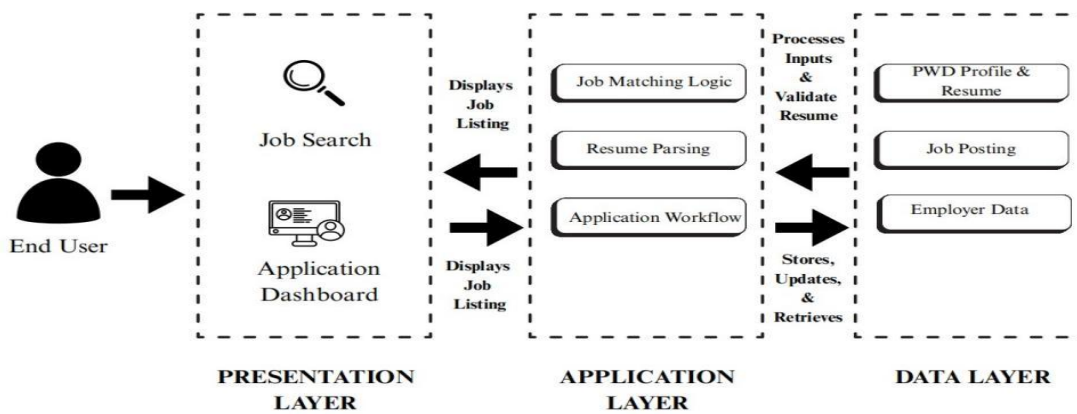 End User
Job Search
Application
Dashboard
PRESENTATION
LAYER
Displays
Job
Listing
Displays
Job
Listing
Job Matching Logic
Resume Parsing
Application Workflow
APPLICATION
LAYER
Processes
Inputs
&
Validate
Resume
Stores,
Updates,
&
Retrieves
PWD Profile &
Resume
Job Posting
Employer Data
DATA LAYER